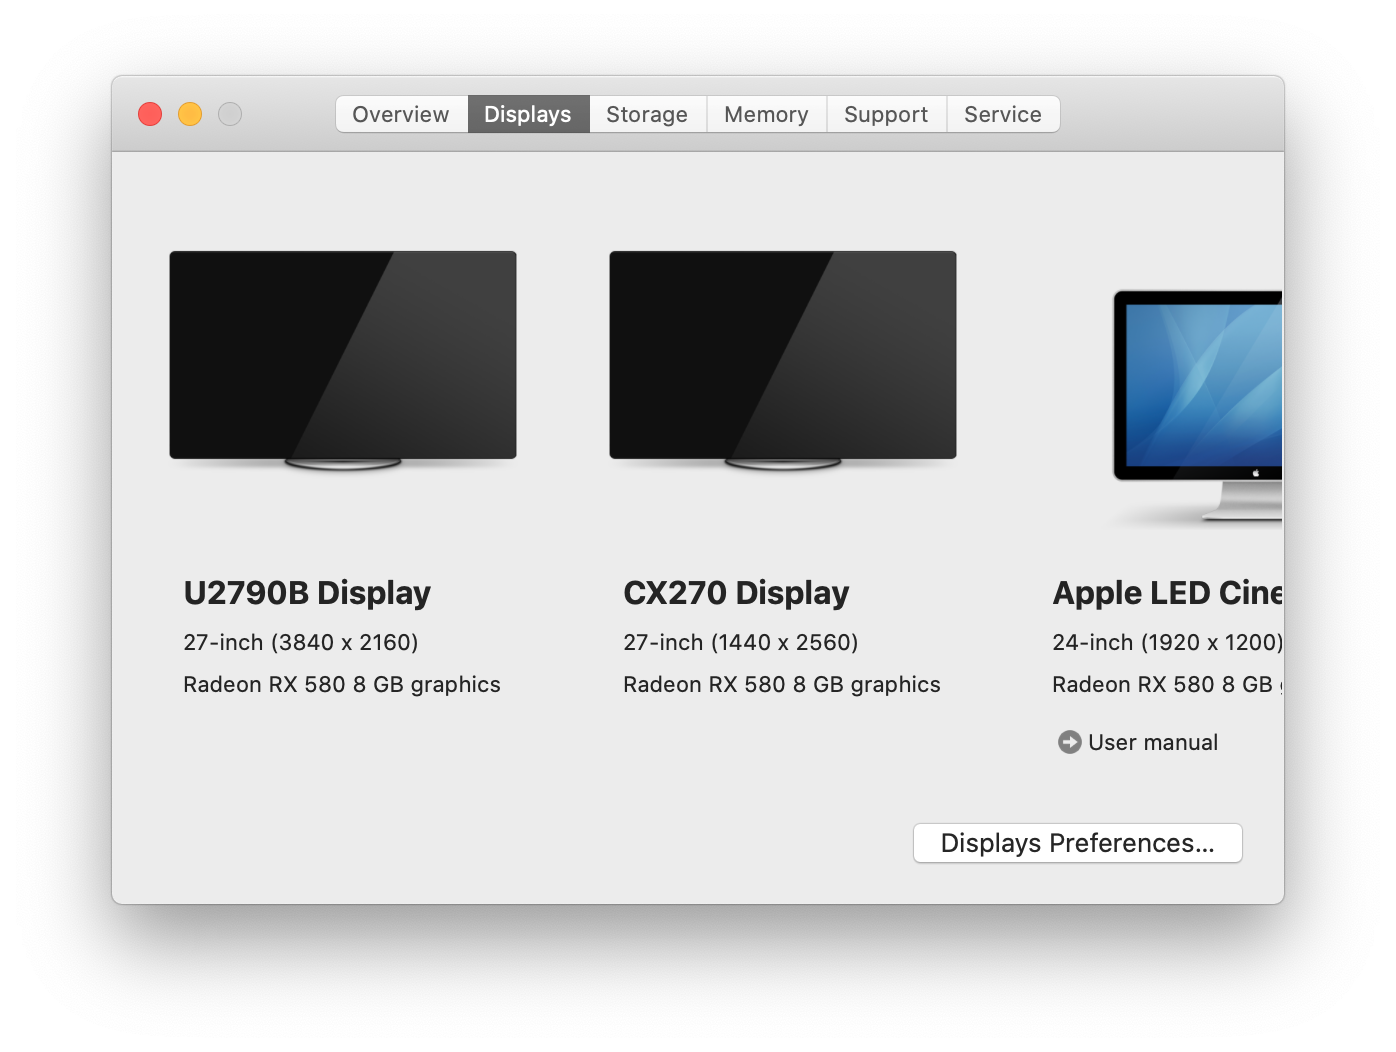 Overview Displays Storage Memory Support Service
U2790B Display
27-inch (3840 x 2160)
Radeon RX 580 8 GB graphics
CX270 Display
27-inch (1440 x 2560)
Radeon RX 580 8 GB graphics
Apple LED Cine
24-inch (1920 x 1200)
Radeon RX 580 8 GB
User manual
Displays Preferences...